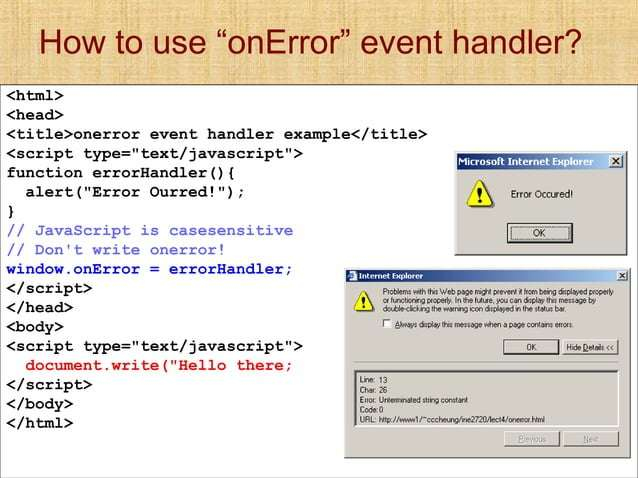 How to use “onError” event handler?
<html>
<head>
<title>onerror event handler example</title>
<script type="text/javascript">
function errorHandler(){
  alert("Error Ourred!");
}
// JavaScript is casesensitive
// Don't write onerror!
window.onError = errorHandler;
</script>
</head>
<body>
<script type="text/javascript">
  document.write("Hello there;
</script>
</body>
</html>
Microsoft Internet Explorer
Error Occured!
OK
Internet Explorer
Problems with this Web page might prevent it from being displayed properly
or functioning properly. In the future, you can display this message by
double-clicking the warning icon displayed in the status bar.
Always display this message when a page contains errors.
OK
Hide Details <<
Line: 13
Char: 26
Error: Unterminated string constant
Code: 0
URL: http://www1/~cccheung/ine2720/lect4/onerror.html
Previous
Next